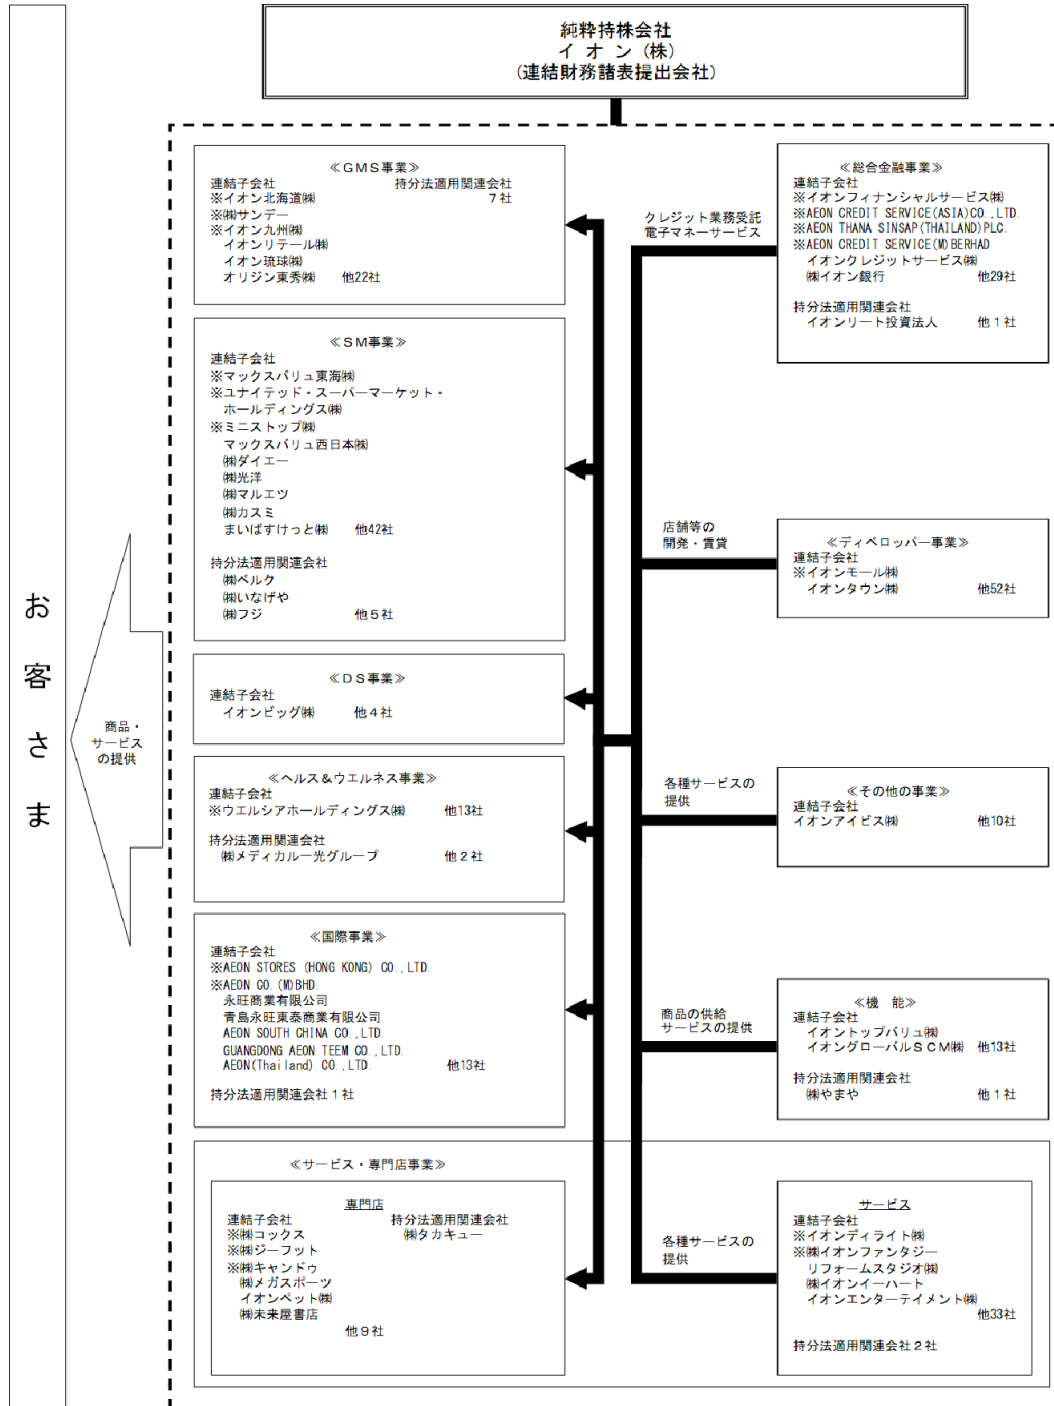 純粋持株会社
イオン（株）
（連結財務諸表提出会社）
お客さま
商品・
サービス
の提供
≪ＧＭＳ事業≫
連結子会社　持分法適用関連会社
※イオン北海道㈱　７社
※㈱サンデー
※イオン九州㈱
イオンリテール㈱
イオン琉球㈱
オリジン東秀㈱　他22社
≪ＳＭ事業≫
連結子会社
※マックスバリュ東海㈱
※ユナイテッド・スーパーマーケット・
ホールディングス㈱
※ミニストップ㈱
マックスバリュ西日本㈱
㈱ダイエー
㈱光洋
㈱マルエツ
㈱カスミ
まいばすけっと㈱　他42社
持分法適用関連会社
㈱ベルク
㈱いなげや
㈱フジ　他５社
≪ＤＳ事業≫
連結子会社
イオンビッグ㈱　他４社
≪ヘルス＆ウエルネス事業≫
連結子会社
※ウエルシアホールディングス㈱　他13社
持分法適用関連会社
㈱メディカル一光グループ　他２社
≪国際事業≫
連結子会社
※AEON STORES (HONG KONG) CO.,LTD.
※AEON CO.(M)BHD.
永旺商業有限公司
青島永旺東泰商業有限公司
AEON SOUTH CHINA CO.,LTD.
GUANGDONG AEON TEEM CO.,LTD.
AEON(Thailand) CO.,LTD.　他13社
持分法適用関連会社１社
≪サービス・専門店事業≫
専門店
連結子会社　持分法適用関連会社
※㈱コックス　㈱タカキュー
※㈱ジーフット
※㈱キャンドゥ
㈱メガスポーツ
イオンペット㈱
㈱未来屋書店
他９社
クレジット業務受託
電子マネーサービス
≪総合金融事業≫
連結子会社
※イオンフィナンシャルサービス㈱
※AEON CREDIT SERVICE(ASIA)CO.,LTD.
※AEON THANA SINSAP(THAILAND)PLC.
※AEON CREDIT SERVICE(M)BERHAD
イオンクレジットサービス㈱
㈱イオン銀行　他29社
持分法適用関連会社
イオンリート投資法人　他１社
店舗等の
開発・賃貸
≪ディベロッパー事業≫
連結子会社
※イオンモール㈱
イオンタウン㈱　他52社
各種サービスの
提供
≪その他の事業≫
連結子会社
イオンアイビス㈱　他10社
商品の供給
サービスの提供
≪機　能≫
連結子会社
イオントップバリュ㈱
イオングローバルＳＣＭ㈱　他13社
持分法適用関連会社
㈱やまや　他１社
各種サービスの
提供
サービス
連結子会社
※イオンディライト㈱
※㈱イオンファンタジー
リフォームスタジオ㈱
㈱イオンイーハート
イオンエンターテイメント㈱
他33社
持分法適用関連会社２社